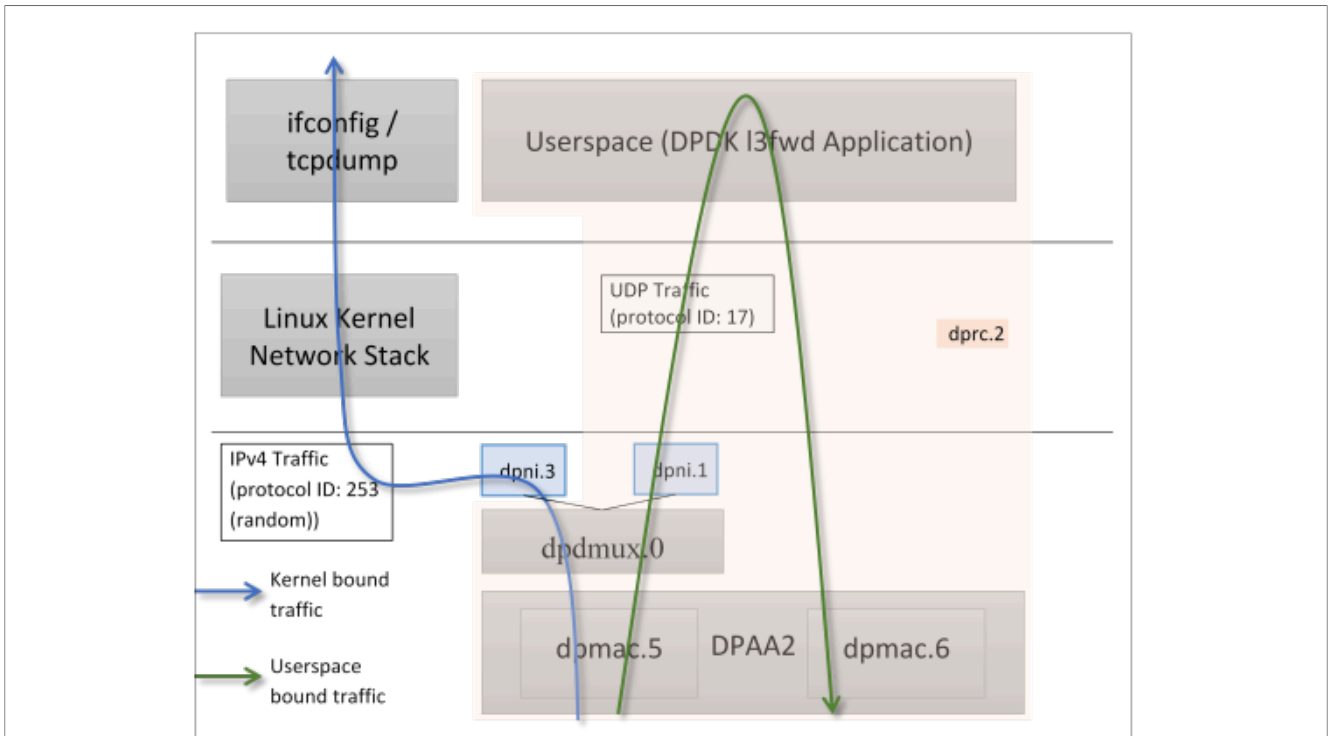 ifconfig /
tcpdump
Userspace (DPDK l3fwd Application)
Linux Kernel
Network Stack
UDP Traffic
(protocol ID: 17)
dprc.2
IPv4 Traffic
(protocol ID: 253
(random))
dpni.3
dpni.1
dpdmux.0
Kernel bound
traffic
dpmac.5
DPAA2
dpmac.6
Userspace
bound traffic